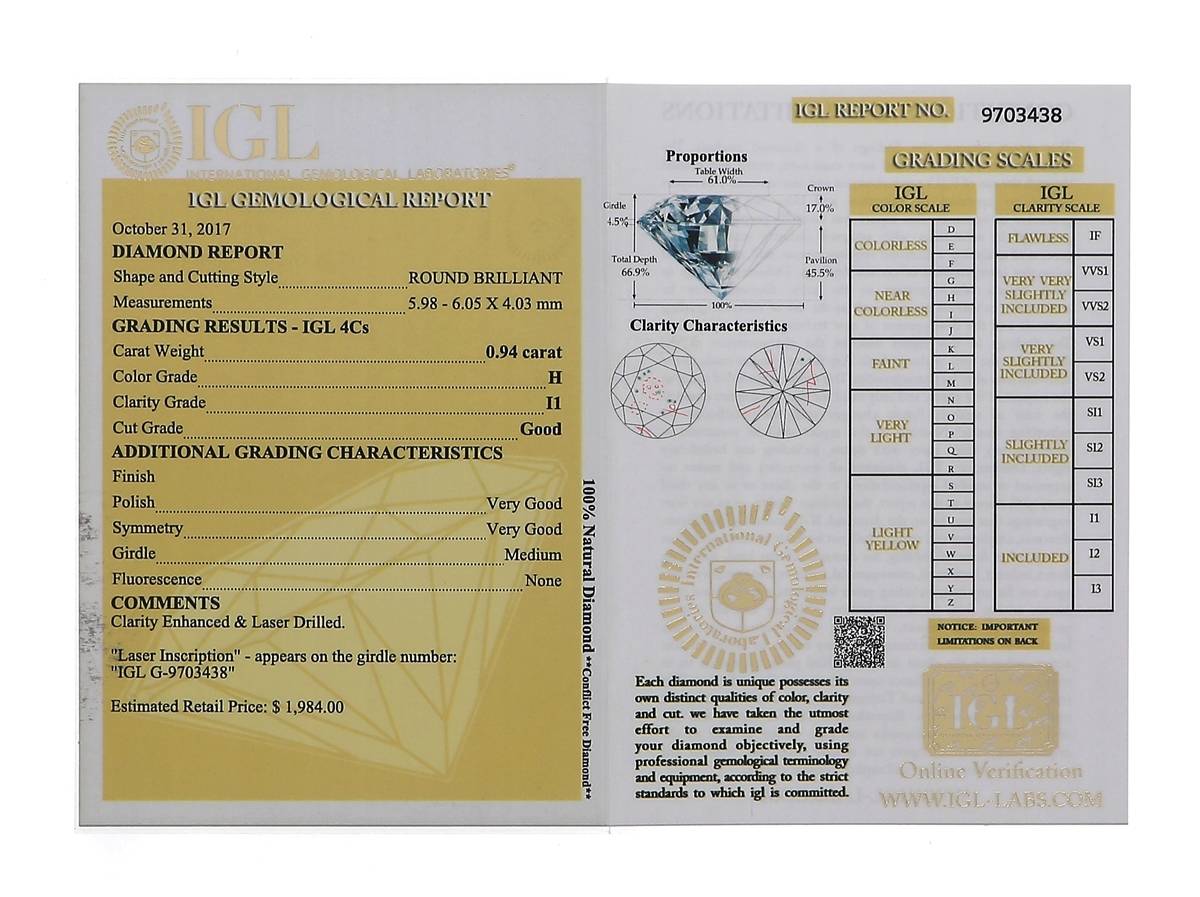 IGL
INTERNATIONAL GEMOLOGICAL LABORATORIES®
IGL GEMOLOGICAL REPORT
October 31, 2017
DIAMOND REPORT
Shape and Cutting Style ROUND BRILLIANT
Measurements 5.98 - 6.05 X 4.03 mm
GRADING RESULTS - IGL 4Cs
Carat Weight 0.94 carat
Color Grade H
Clarity Grade I1
Cut Grade Good
ADDITIONAL GRADING CHARACTERISTICS
Finish
Polish Very Good
Symmetry Very Good
Girdle Medium
Fluorescence None
COMMENTS
Clarity Enhanced & Laser Drilled.
"Laser Inscription" - appears on the girdle number:
"IGL G-9703438"
Estimated Retail Price: $ 1,984.00
100% Natural Diamond **Conflict Free Diamond**
IGL REPORT NO. 9703438
Proportions
Table Width
61.0%
Crown
17.0%
Girdle
4.5%
Total Depth
66.9%
Pavilion
45.5%
100%
Clarity Characteristics
International Gemological Laboratories
Each diamond is unique possesses its
own distinct qualities of color, clarity
and cut. we have taken the utmost
effort to examine and grade
your diamond objectively, using
professional gemological terminology
and equipment, according to the strict
standards to which igl is committed.
GRADING SCALES
IGL
COLOR SCALE
COLORLESS
D
E
F
NEAR
COLORLESS
G
H
I
J
FAINT
K
L
M
VERY
LIGHT
N
O
P
Q
R
LIGHT
YELLOW
S
T
U
V
W
X
Y
Z
IGL
CLARITY SCALE
FLAWLESS
IF
VERY VERY
SLIGHTLY
INCLUDED
VVS1
VVS2
VERY
SLIGHTLY
INCLUDED
VS1
VS2
SLIGHTLY
INCLUDED
SI1
SI2
SI3
INCLUDED
I1
I2
I3
NOTICE: IMPORTANT
LIMITATIONS ON BACK
IGL
Online Verification
WWW.IGL-LABS.COM